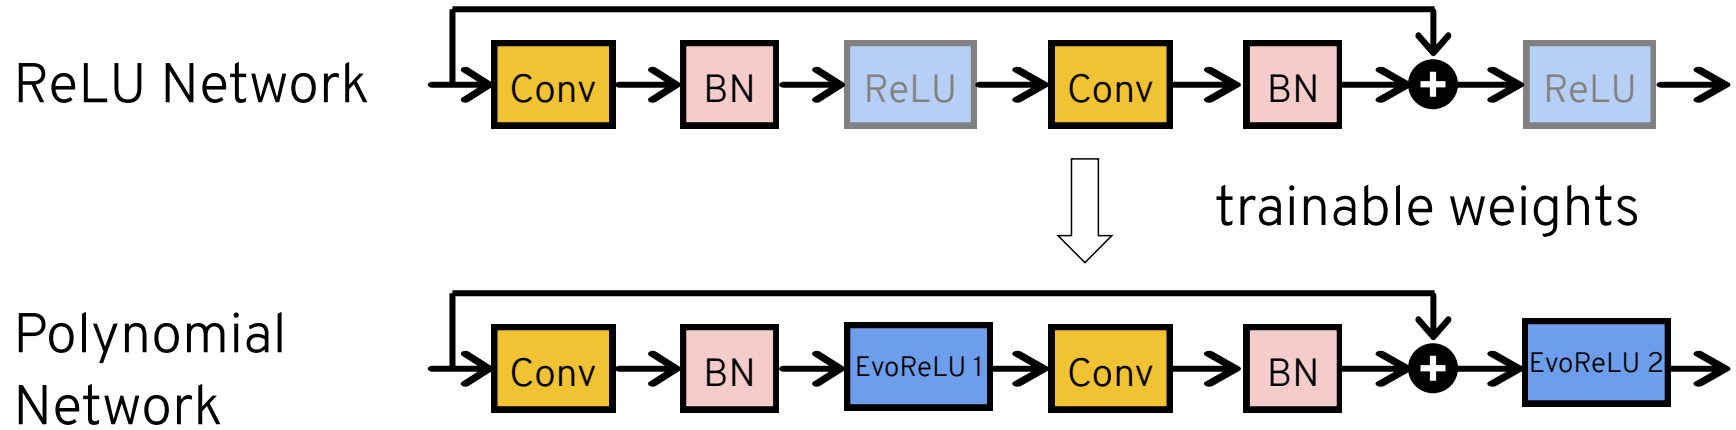 ReLU Network
Conv BN ReLU Conv BN + ReLU
trainable weights
Polynomial
Network
Conv BN EvoReLU 1 Conv BN + EvoReLU 2